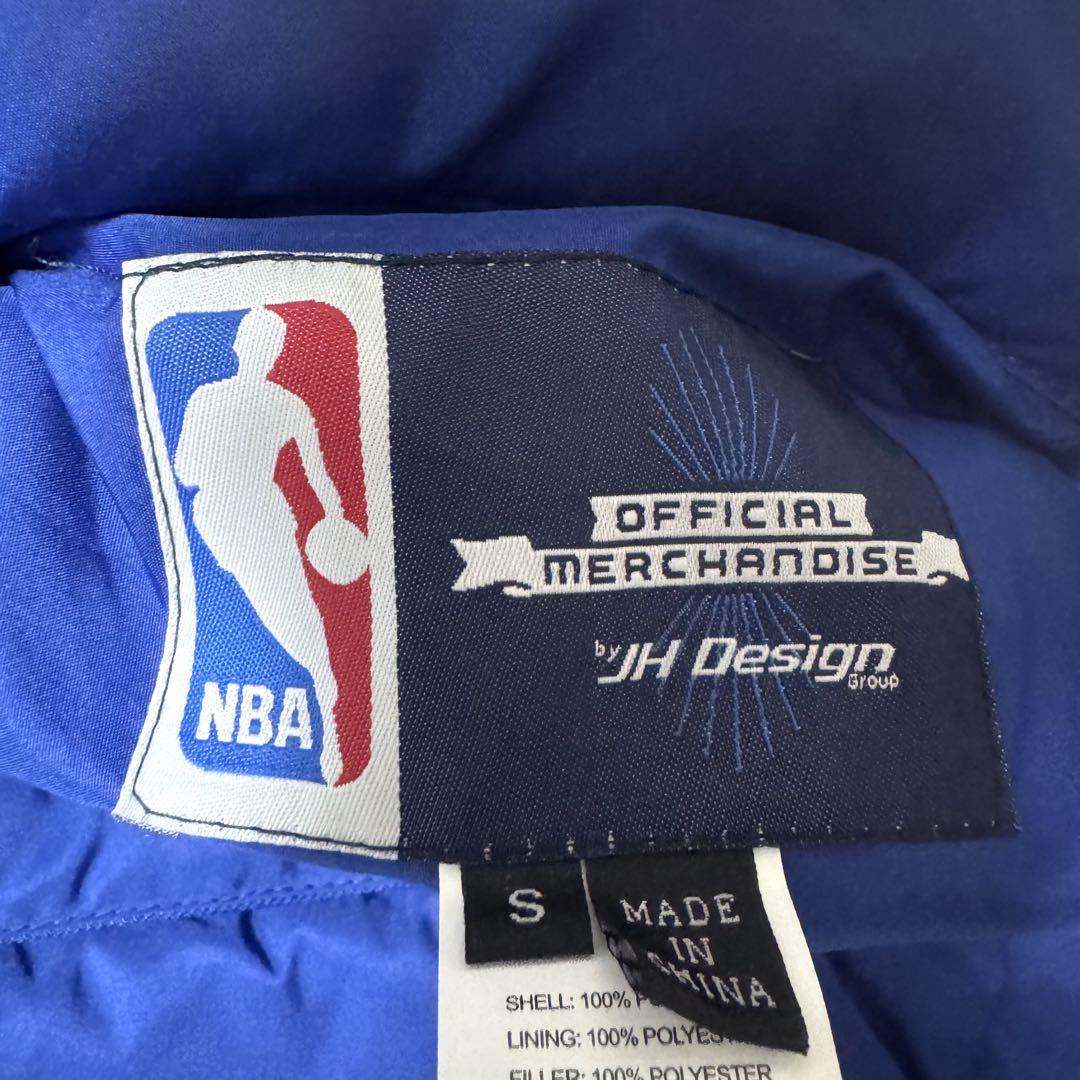 NBA
OFFICIAL
MERCHANDISE
by JH Design
Group
S
MADE
IN
CHINA
SHELL: 100%
LINING: 100%
FILLER: 100% POLYESTER